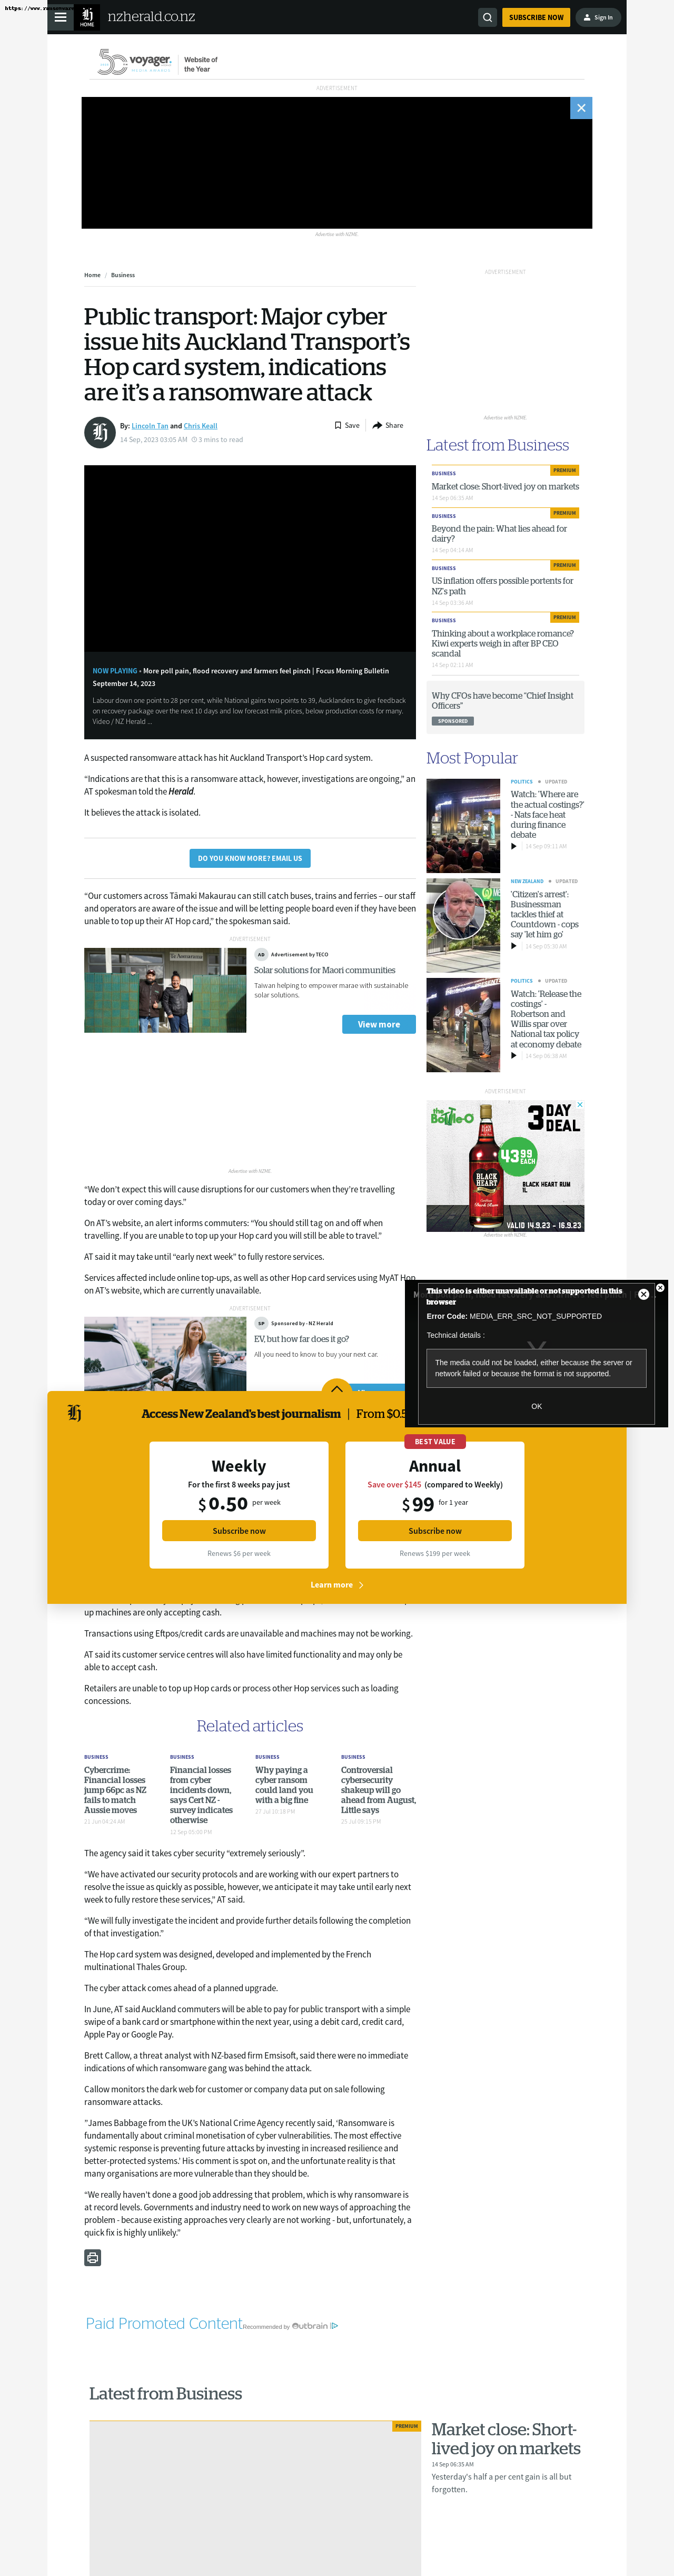 https://www.
HOME
nzherald.co.nz
SUBSCRIBE NOW
Sign In
50 voyager.
MEDIA AWARDS
Website of
the Year
ADVERTISEMENT
Advertise with NZME.
Home / Business
ADVERTISEMENT
Public transport: Major cyber
issue hits Auckland Transport's
Hop card system, indications
are it's a ransomware attack
By: Lincoln Tan and Chris Keall
14 Sep, 2023 03:05 AM 3 mins to read
Save
Share
NOW PLAYING • More poll pain, flood recovery and farmers feel pinch | Focus Morning Bulletin
September 14, 2023
Labour down one point to 28 per cent, while National gains two points to 39, Aucklanders to give feedback
on recovery package over the next 10 days and low forecast milk prices, below production costs for many.
Video / NZ Herald ...
A suspected ransomware attack has hit Auckland Transport's Hop card system.
“Indications are that this is a ransomware attack, however, investigations are ongoing,” an
AT spokesman told the Herald.
It believes the attack is isolated.
DO YOU KNOW MORE? EMAIL US
“Our customers across Tāmaki Makaurau can still catch buses, trains and ferries – our staff
and operators are aware of the issue and will be letting people board even if they have been
unable to top up their AT Hop card,” the spokesman said.
ADVERTISEMENT
AD Advertisement by TECO
Solar solutions for Maori communities
Taiwan helping to empower marae with sustainable
solar solutions.
View more
Advertise with NZME.
“We don’t expect this will cause disruptions for our customers when they’re travelling
today or over coming days.”
On AT’s website, an alert informs commuters: “You should still tag on and off when
travelling. If you are unable to top up your Hop card you will still be able to travel.”
AT said it may take until “early next week” to fully restore services.
Services affected include online top-ups, as well as other Hop card services using MyAT Hop
on AT’s website, which are currently unavailable.
ADVERTISEMENT
SP Sponsored by - NZ Herald
EV, but how far does it go?
All you need to know to buy your next car.
Advertise with NZME.
Latest from Business
BUSINESS
PREMIUM
Market close: Short-lived joy on markets
14 Sep 06:35 AM
BUSINESS
PREMIUM
Beyond the pain: What lies ahead for
dairy?
14 Sep 04:18 AM
BUSINESS
PREMIUM
US inflation offers possible portents for
NZ's path
14 Sep 03:36 AM
BUSINESS
PREMIUM
Thinking about a workplace romance?
Kiwi experts weigh in after BP CEO
scandal
14 Sep 02:11 AM
Why CFOs have become "Chief Insight
Officers"
SPONSORED
Most Popular
POLITICS • UPDATED
Watch: 'Where are
the actual costings?'
- Nats face heat
during finance
debate
14 Sep 09:11 AM
NEW ZEALAND • UPDATED
'Citizen's arrest':
Businessman
tackles thief at
Countdown - cops
say 'let him go'
14 Sep 05:30 AM
POLITICS • UPDATED
Watch: 'Release the
costings' -
Robertson and
Willis spar over
National tax policy
at economy debate
14 Sep 06:38 AM
ADVERTISEMENT
the Bottle-O
3 DAY
DEAL
43.99
EACH
BLACK HEART
BLACK HEART RUM
1L
VALID 14.9.23 - 16.9.23
Advertise with NZME.
This video is either unavailable or not supported in this
browser
Error Code: MEDIA_ERR_SRC_NOT_SUPPORTED
Technical details :
The media could not be loaded, either because the server or
network failed or because the format is not supported.
OK
Access New Zealand's best journalism | From $0.5
Weekly
For the first 8 weeks pay just
$0.50 per week
Subscribe now
Renews $6 per week
BEST VALUE
Annual
Save over $145 (compared to Weekly)
$99 for 1 year
Subscribe now
Renews $199 per week
Learn more
up machines are only accepting cash.
Transactions using Eftpos/credit cards are unavailable and machines may not be working.
AT said its customer service centres will also have limited functionality and may only be
able to accept cash.
Retailers are unable to top up Hop cards or process other Hop services such as loading
concessions.
Related articles
BUSINESS
Cybercrime:
Financial losses
jump 66pc as NZ
fails to match
Aussie moves
21 Jun 04:24 AM
BUSINESS
Financial losses
from cyber
incidents down,
says Cert NZ -
survey indicates
otherwise
12 Sep 05:00 PM
BUSINESS
Why paying a
cyber ransom
could land you
with a big fine
27 Jul 10:18 PM
BUSINESS
Controversial
cybersecurity
shakeup will go
ahead from August,
Little says
23 Jul 09:15 PM
The agency said it takes cyber security “extremely seriously”.
“We have activated our security protocols and are working with our expert partners to
resolve the issue as quickly as possible, however, we anticipate it may take until early next
week to fully restore these services,” AT said.
“We will fully investigate the incident and provide further details following the completion
of that investigation.”
The Hop card system was designed, developed and implemented by the French
multinational Thales Group.
The cyber attack comes ahead of a planned upgrade.
In June, AT said Auckland commuters will be able to pay for public transport with a simple
swipe of a bank card or smartphone within the next year, using a debit card, credit card,
Apple Pay or Google Pay.
Brett Callow, a threat analyst with NZ-based firm Emsisoft, said there were no immediate
indications of which ransomware gang was behind the attack.
Callow monitors the dark web for customer or company data put on sale following
ransomware attacks.
"James Babbage from the UK’s National Crime Agency recently said, ‘Ransomware is
fundamentally about criminal monetisation of cyber vulnerabilities. The most effective
systemic response is preventing future attacks by investing in increased resilience and
better-protected systems.’ His comment is spot on, and the unfortunate reality is that
many organisations are more vulnerable than they should be.
“We really haven’t done a good job addressing that problem, which is why ransomware is
at record levels. Governments and industry need to work on new ways of approaching the
problem - because existing approaches very clearly are not working - but, unfortunately, a
quick fix is highly unlikely.”
Paid Promoted Content
Recommended by Outbrain
Latest from Business
PREMIUM
Market close: Short-
lived joy on markets
14 Sep 06:35 AM
Yesterday's half a per cent gain is all but
forgotten.